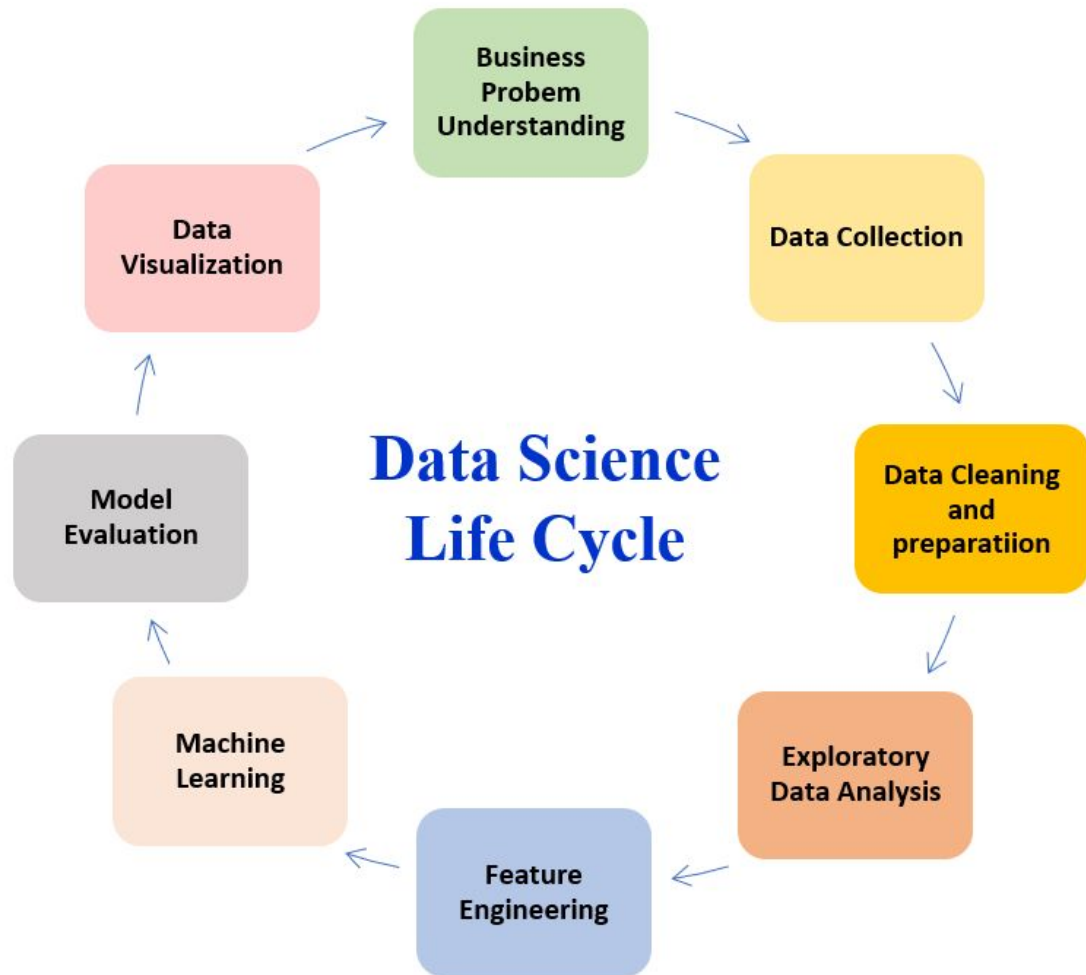 Business
Probem
Understanding
Data Collection
Data Cleaning
and
preparatiion
Exploratory
Data Analysis
Feature
Engineering
Machine
Learning
Model
Evaluation
Data
Visualization
Data Science
Life Cycle